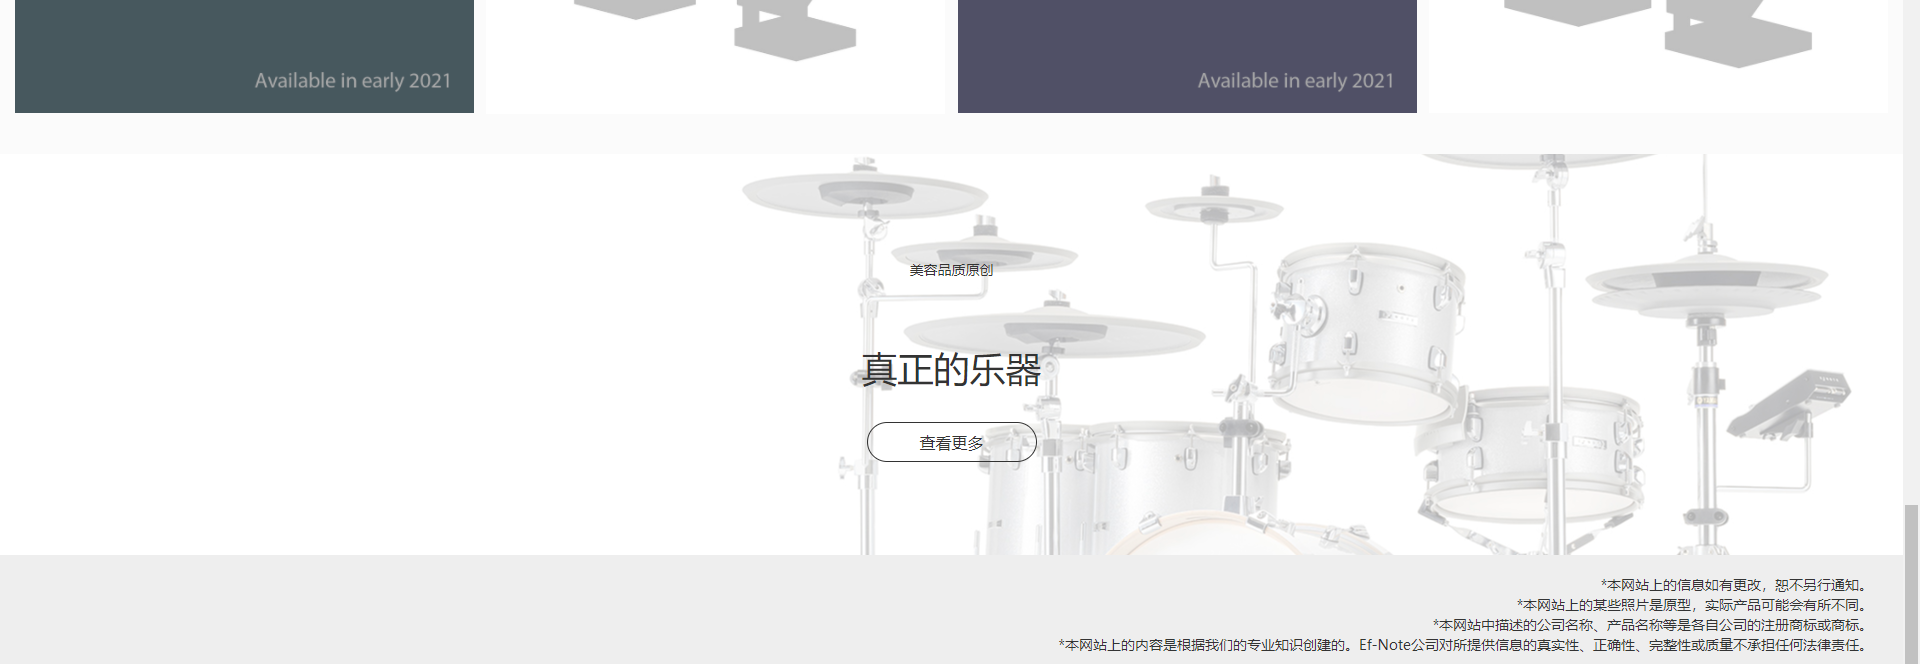 Available in early 2021
Available in early 2021
美容品质原创
真正的乐器
查看更多
*本网站上的信息如有更改，恕不另行通知。
*本网站上的某些照片是原型，实际产品可能会有所不同。
*本网站中描述的公司名称、产品名称等是各自公司的注册商标或商标。
*本网站上的内容是根据我们的专业知识创建的。Ef-Note公司对所提供信息的真实性、正确性、完整性或质量不承担任何法律责任。